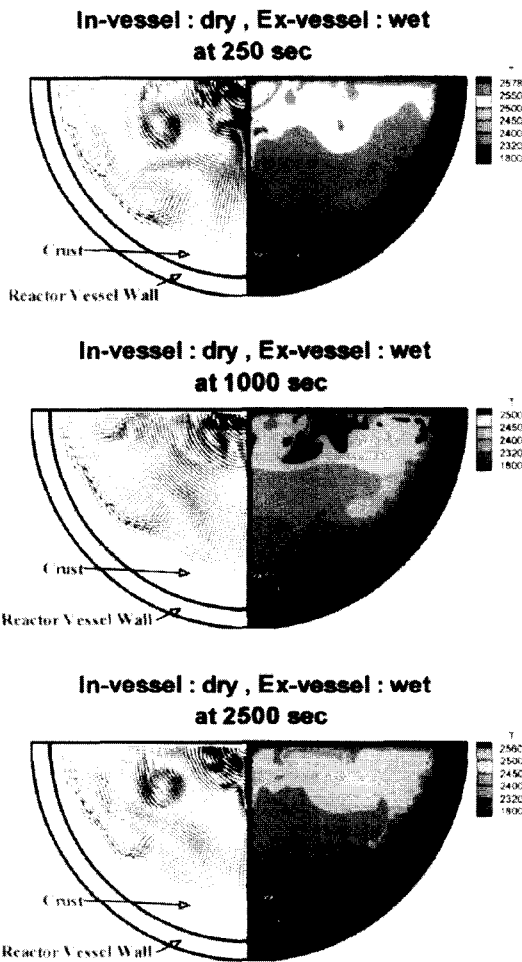 In-vessel : dry , Ex-vessel : wet
at 250 sec
T
2578
2550
2500
2450
2400
2320
1800
Crust
Reactor Vessel Wall
In-vessel : dry , Ex-vessel : wet
at 1000 sec
T
2500
2450
2400
2320
1800
Crust
Reactor Vessel Wall
In-vessel : dry , Ex-vessel : wet
at 2500 sec
T
2560
2500
2450
2400
2320
1800
Crust
Reactor Vessel Wall